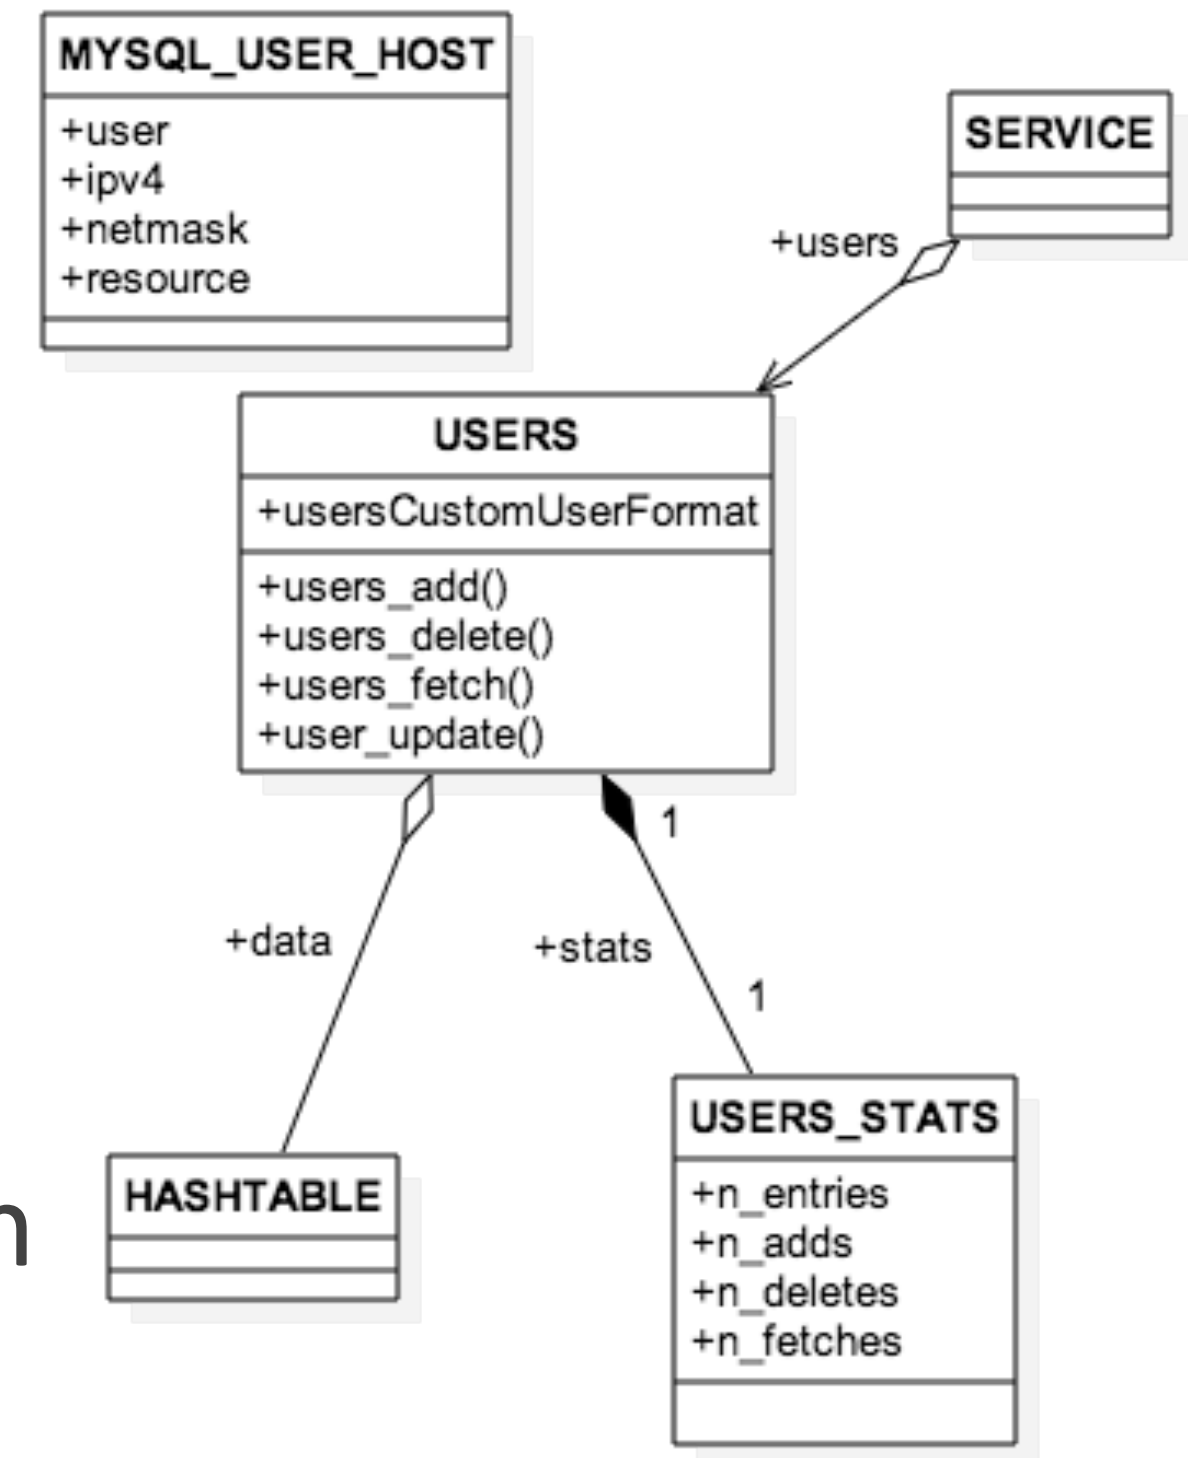 MYSQL_USER_HOST
+user
+ipv4
+netmask
+resource
SERVICE
+users
USERS
+usersCustomUserFormat
+users_add()
+users_delete()
+users_fetch()
+user_update()
1
+data
+stats
1
HASHTABLE
n
USERS_STATS
+n_entries
+n_adds
+n_deletes
+n_fetches